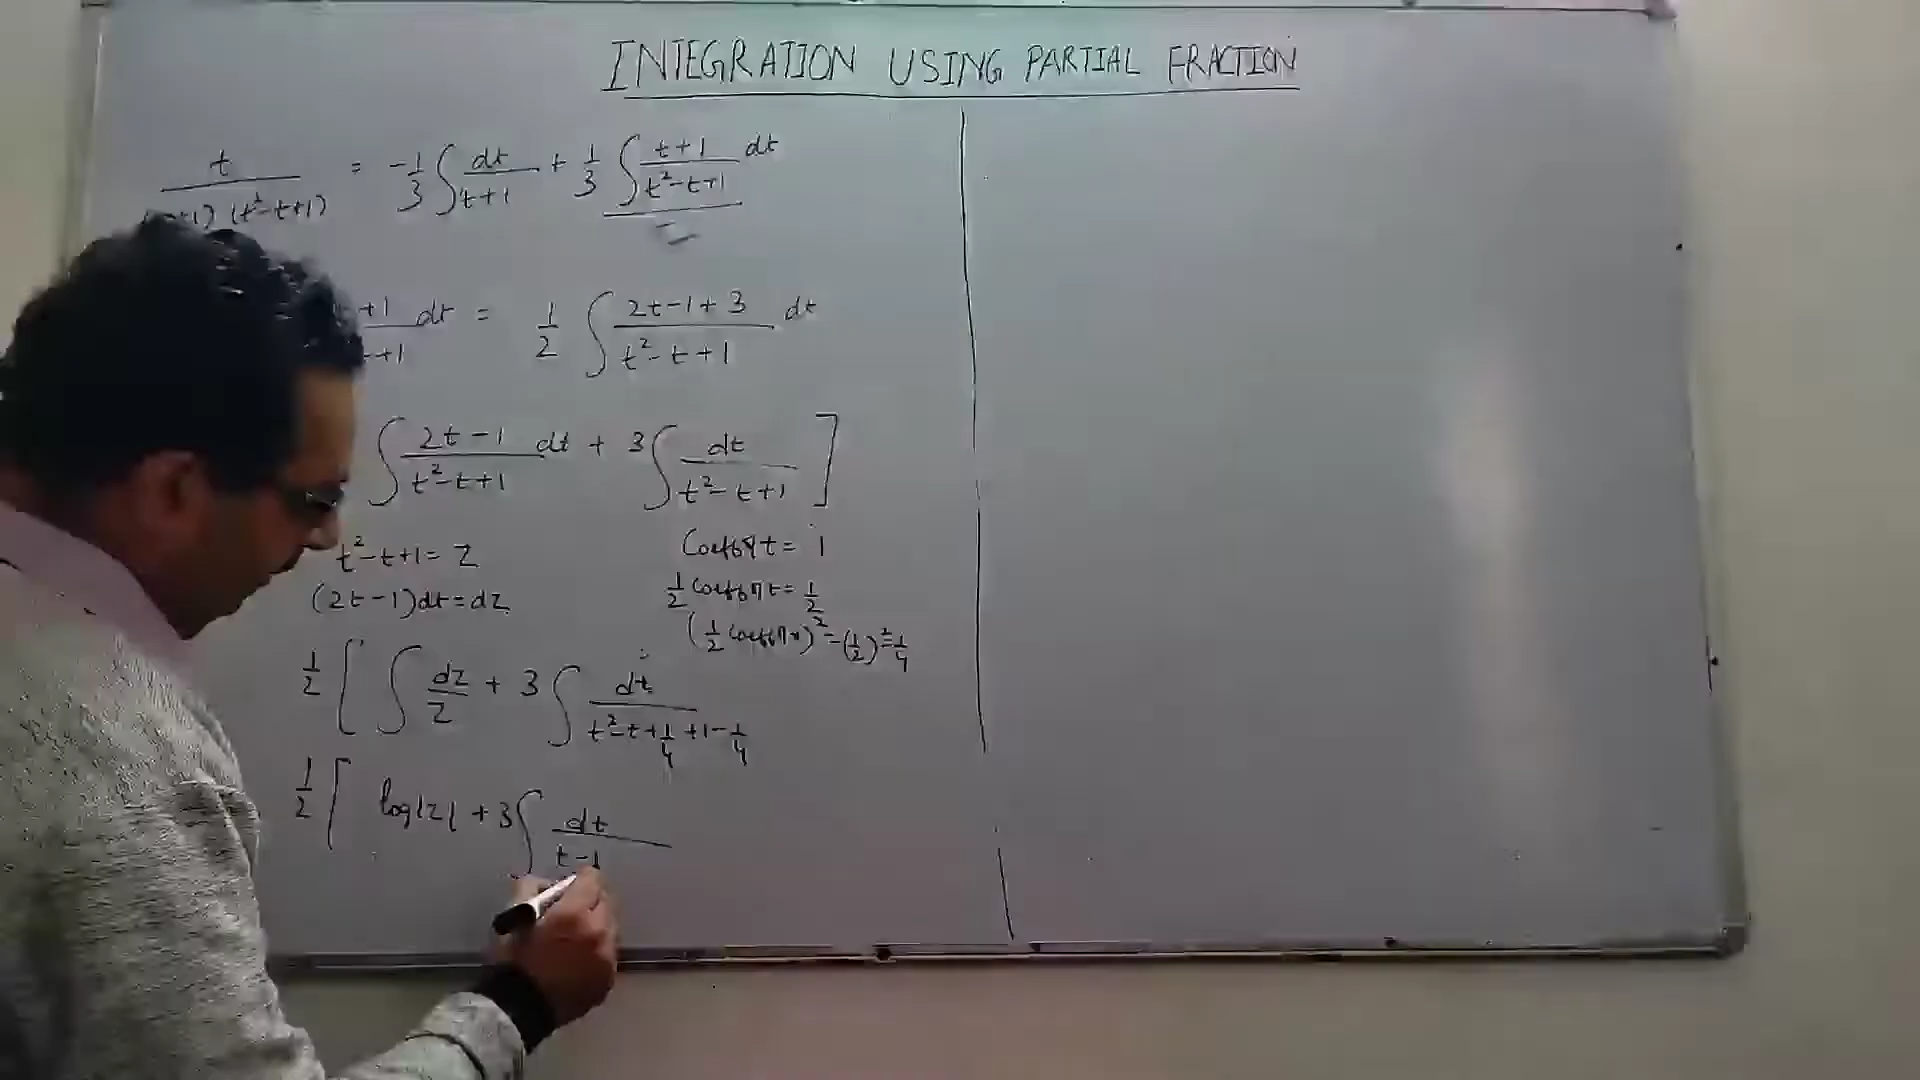 INTEGRATION USING PARTIAL FRACTION
t/(t+1)(t²-t+1) = -1/3 ∫ dt/t+1 + 1/3 ∫ t+1/t²-t+1 dt
+1/-+1 dt = 1/2 ∫ 2t-1+3/t²-t+1 dt
∫ 2t-1/t²-t+1 dt + 3 ∫ dt/t²-t+1 ]
t²-t+1 = Z
Coeff of t = 1
(2t-1)dt = dZ
1/2 Coeff of t = 1/2
(1/2 Coeff of x)² = (1/2)² = 1/4
1/2 [ ∫ dZ/Z + 3 ∫ dt/t²-t+1/4+1-1/4
1/2 [ log|Z| + 3 ∫ dt/t-1